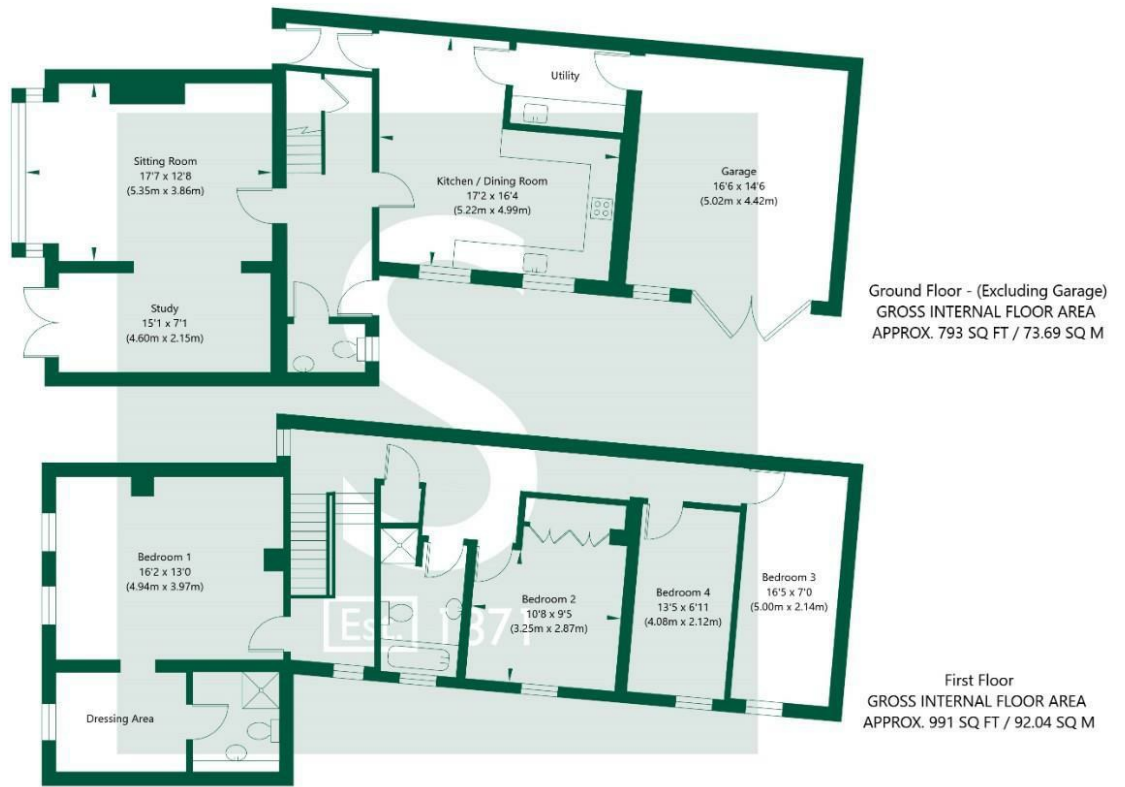 Utility
Sitting Room
17'7 x 12'8
(5.35m x 3.86m)
Kitchen / Dining Room
17'2 x 16'4
(5.22m x 4.99m)
Garage
16'6 x 14'6
(5.02m x 4.42m)
Study
15'1 x 7'1
(4.60m x 2.15m)
Ground Floor - (Excluding Garage)
GROSS INTERNAL FLOOR AREA
APPROX. 793 SQ FT / 73.69 SQ M
S
Bedroom 1
16'2 x 13'0
(4.94m x 3.97m)
Bedroom 2
10'8 x 9'5
(3.25m x 2.87m)
Bedroom 4
13'5 x 6'11
(4.08m x 2.12m)
Bedroom 3
16'5 x 7'0
(5.00m x 2.14m)
Est. 1871
Dressing Area
First Floor
GROSS INTERNAL FLOOR AREA
APPROX. 991 SQ FT / 92.04 SQ M